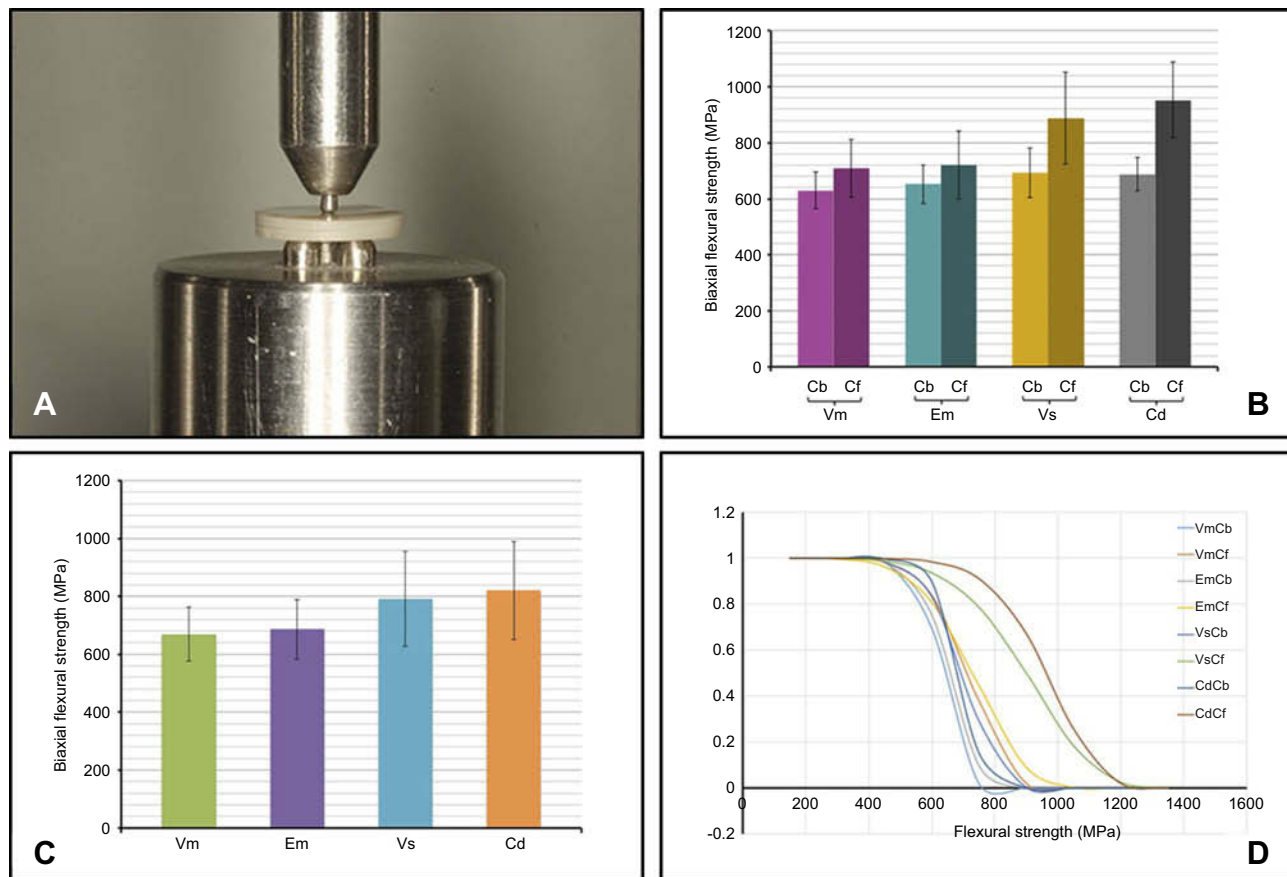 A
1200
1000
800
600
400
200
0
Biaxial flexural strength (MPa)
Cb Cf Cb Cf Cb Cf Cb Cf
Vm Em Vs Cd
B
1200
1000
800
600
400
200
0
Biaxial flexural strength (MPa)
Vm Em Vs Cd
C
1.2
1
0.8
0.6
0.4
0.2
0
-0.2
0 200 400 600 800 1000 1200 1400 1600
Flexural strength (MPa)
VmCb
VmCf
EmCb
EmCf
VsCb
VsCf
CdCb
CdCf
D